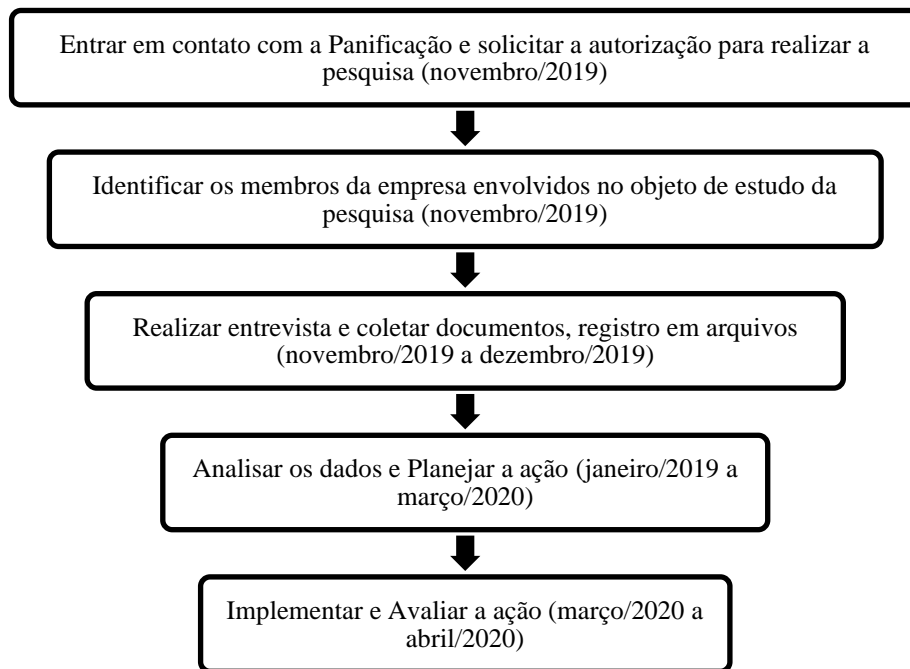 Entrar em contato com a Panificação e solicitar a autorização para realizar a
pesquisa (novembro/2019)
Identificar os membros da empresa envolvidos no objeto de estudo da
pesquisa (novembro/2019)
Realizar entrevista e coletar documentos, registro em arquivos
(novembro/2019 a dezembro/2019)
Analisar os dados e Planejar a ação (janeiro/2019 a
março/2020)
Implementar e Avaliar a ação (março/2020 a
abril/2020)